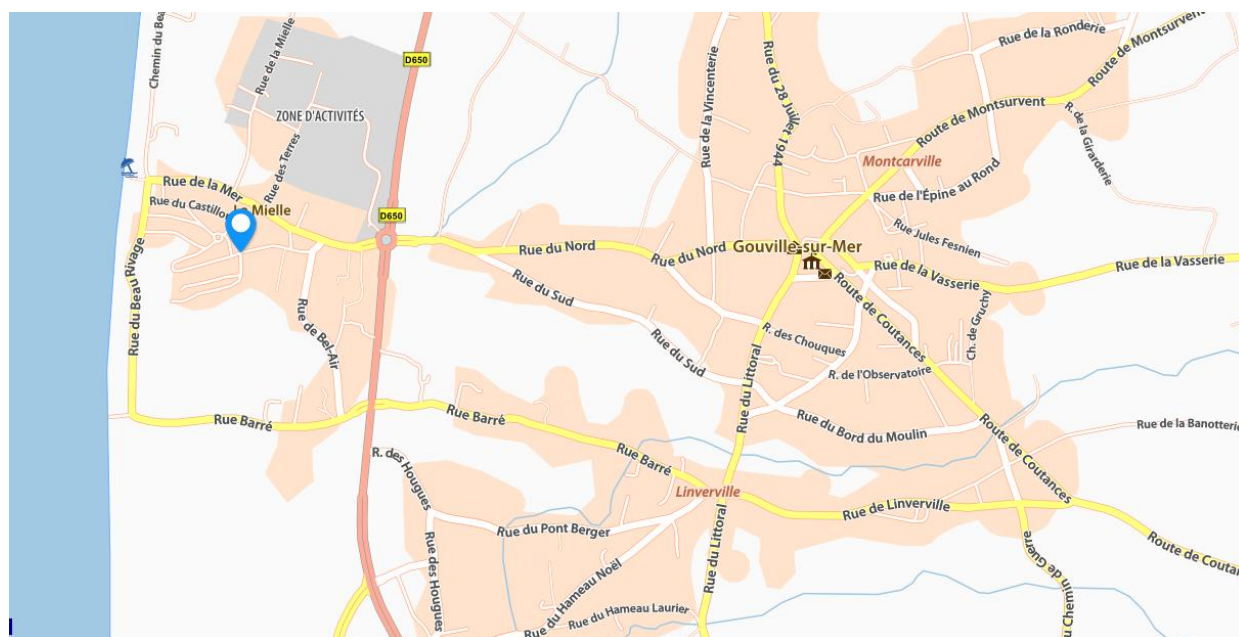 Chemin du Beau
Rue de la Mielle
D650
ZONE D'ACTIVITÉS
Rue des Terres
Rue de la Mer
Rue du Castillon
Mielle
D650
Rue du Beau Rivage
Rue de Bel-Air
Rue Barré
Rue du Nord
Rue du Nord
Rue du Sud
Rue du Sud
Rue de la Vincenterie
Rue du 28 Juillet 1944
Rue de la Ronderie
Route de Montsurvent
Route de Montsurvent
R. de la Girarderie
Montcarville
Rue de l'Épine au Rond
Rue Jules Fesnien
Gouville-sur-Mer
Rue de la Vasserie
Rue de la Vasserie
Route de Coutances
Ch. de Gruchy
R. des Chouques
R. de l'Observatoire
Rue du Littoral
Rue du Bord du Moulin
Route de Coutances
Rue de la Banotterie
Rue Barré
Rue Barré
R. des Hougues
Linverville
Rue de Linverville
Rue du Pont Berger
Rue des Hougues
Rue du Hameau Noël
Rue du Hameau Laurier
Rue du Littoral
u Chemin de Guerre
Route de Coutan